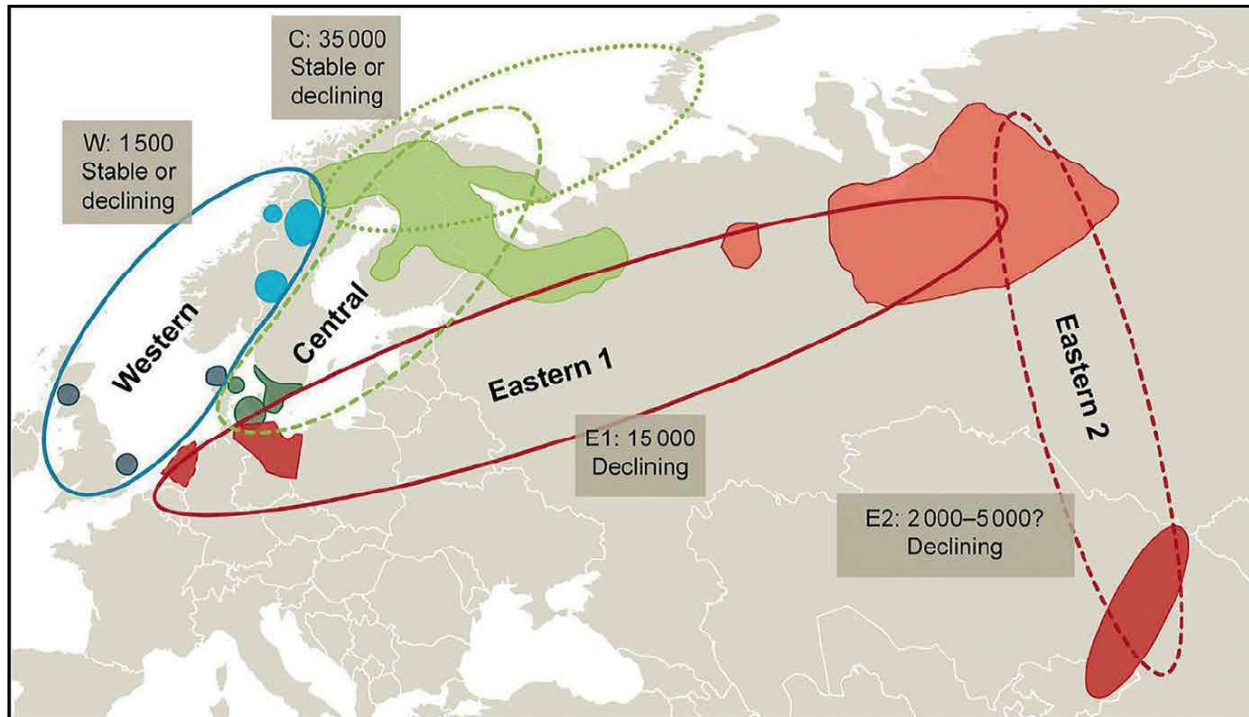 C: 35 000
Stable or
declining
W: 1 500
Stable or
declining
Western
Central
Eastern 1
Eastern 2
E1: 15 000
Declining
E2: 2 000–5 000?
Declining